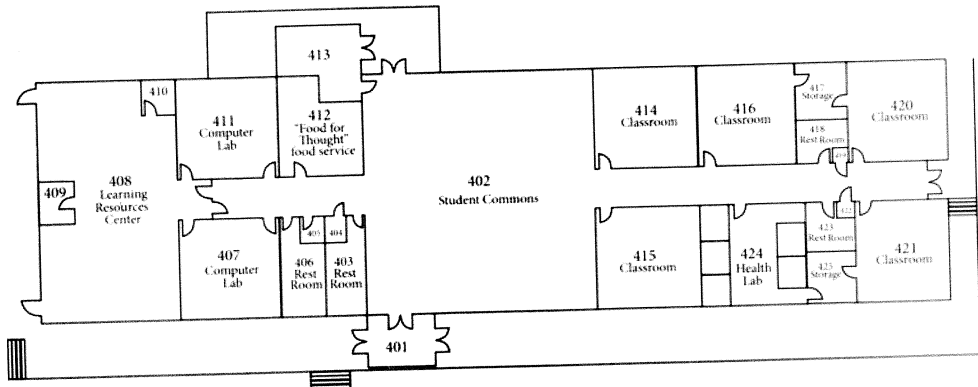 413
410
411
Computer
Lab
412
"Food for
Thought"
food service
414
Classroom
416
Classroom
417
Storage
418
Rest Room
419
420
Classroom
409
408
Learning
Resources
Center
402
Student Commons
407
Computer
Lab
405
404
406
Rest
Room
403
Rest
Room
415
Classroom
424
Health
Lab
422
423
Rest Room
425
Storage
421
Classroom
401